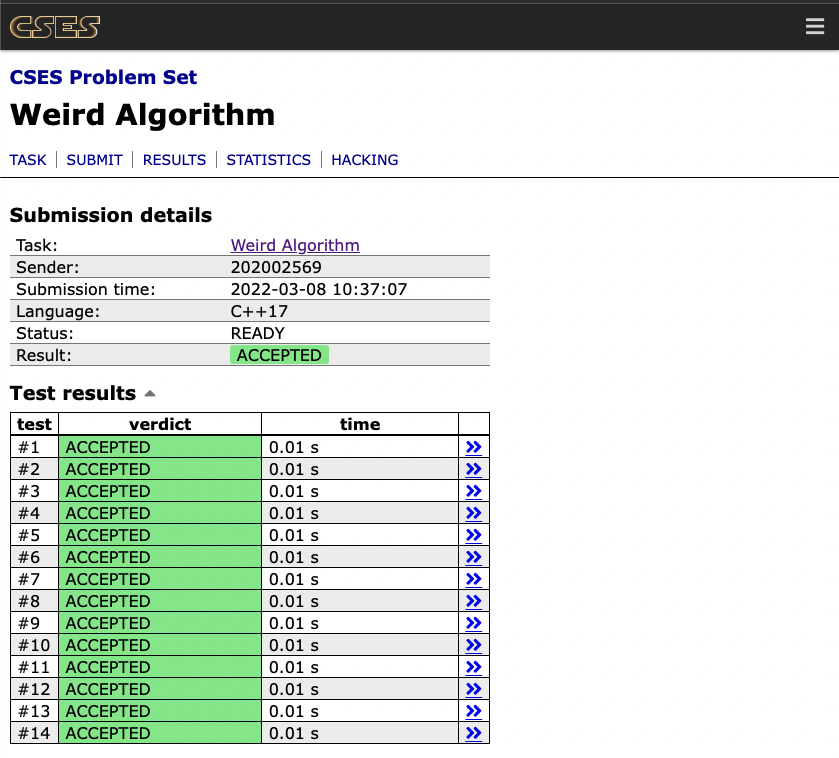 CSES
CSES Problem Set
Weird Algorithm
TASK SUBMIT RESULTS STATISTICS HACKING
Submission details
Task: Weird Algorithm
Sender: 202002569
Submission time: 2022-03-08 10:37:07
Language: C++17
Status: READY
Result: ACCEPTED
Test results
test verdict time
#1 ACCEPTED 0.01 s »
#2 ACCEPTED 0.01 s »
#3 ACCEPTED 0.01 s »
#4 ACCEPTED 0.01 s »
#5 ACCEPTED 0.01 s »
#6 ACCEPTED 0.01 s »
#7 ACCEPTED 0.01 s »
#8 ACCEPTED 0.01 s »
#9 ACCEPTED 0.01 s »
#10 ACCEPTED 0.01 s »
#11 ACCEPTED 0.01 s »
#12 ACCEPTED 0.01 s »
#13 ACCEPTED 0.01 s »
#14 ACCEPTED 0.01 s »